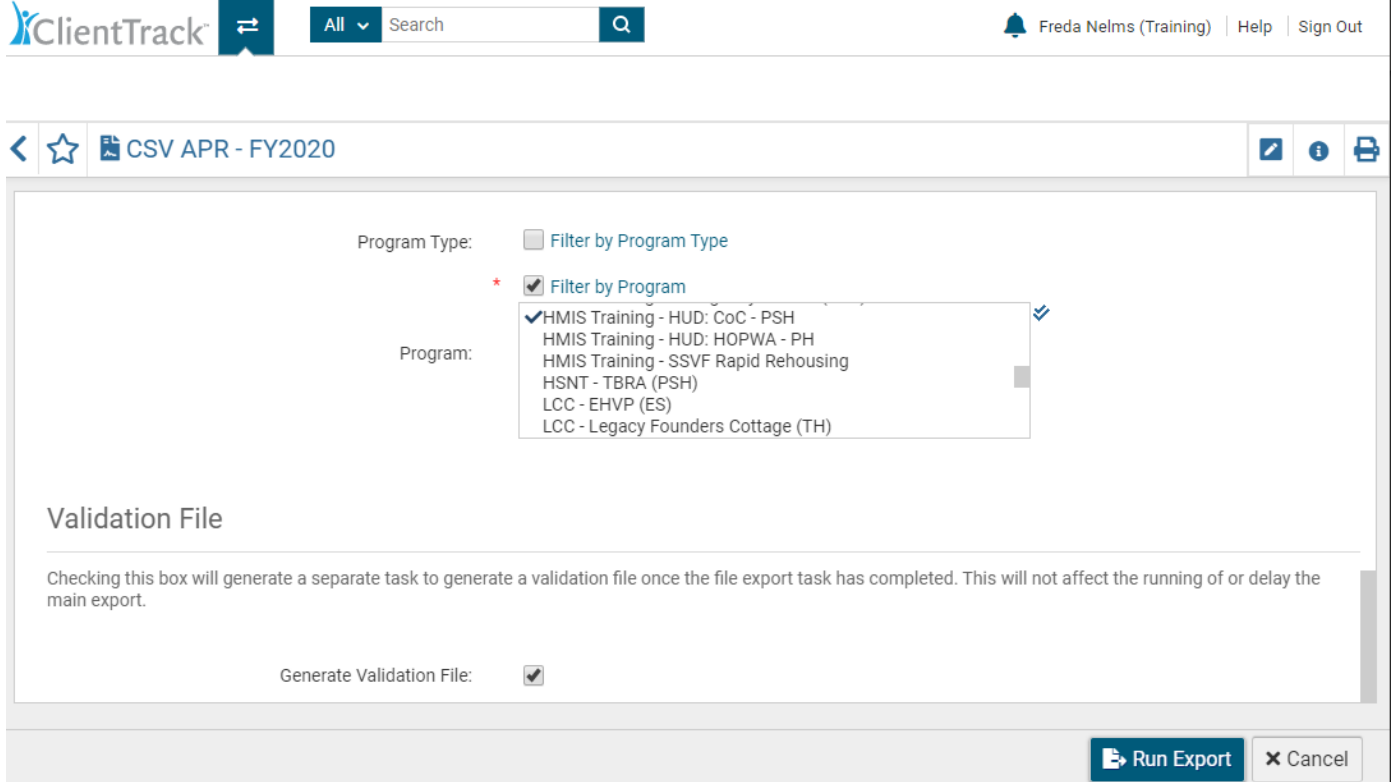 ClientTrack™
All Search
Freda Nelms (Training) Help Sign Out
CSV APR - FY2020
Program Type: Filter by Program Type
* Filter by Program
Program:
HMIS Training - HUD: CoC - PSH
HMIS Training - HUD: HOPWA - PH
HMIS Training - SSVF Rapid Rehousing
HSNT - TBRA (PSH)
LCC - EHVP (ES)
LCC - Legacy Founders Cottage (TH)
Validation File
Checking this box will generate a separate task to generate a validation file once the file export task has completed. This will not affect the running of or delay the
main export.
Generate Validation File:
Run Export Cancel